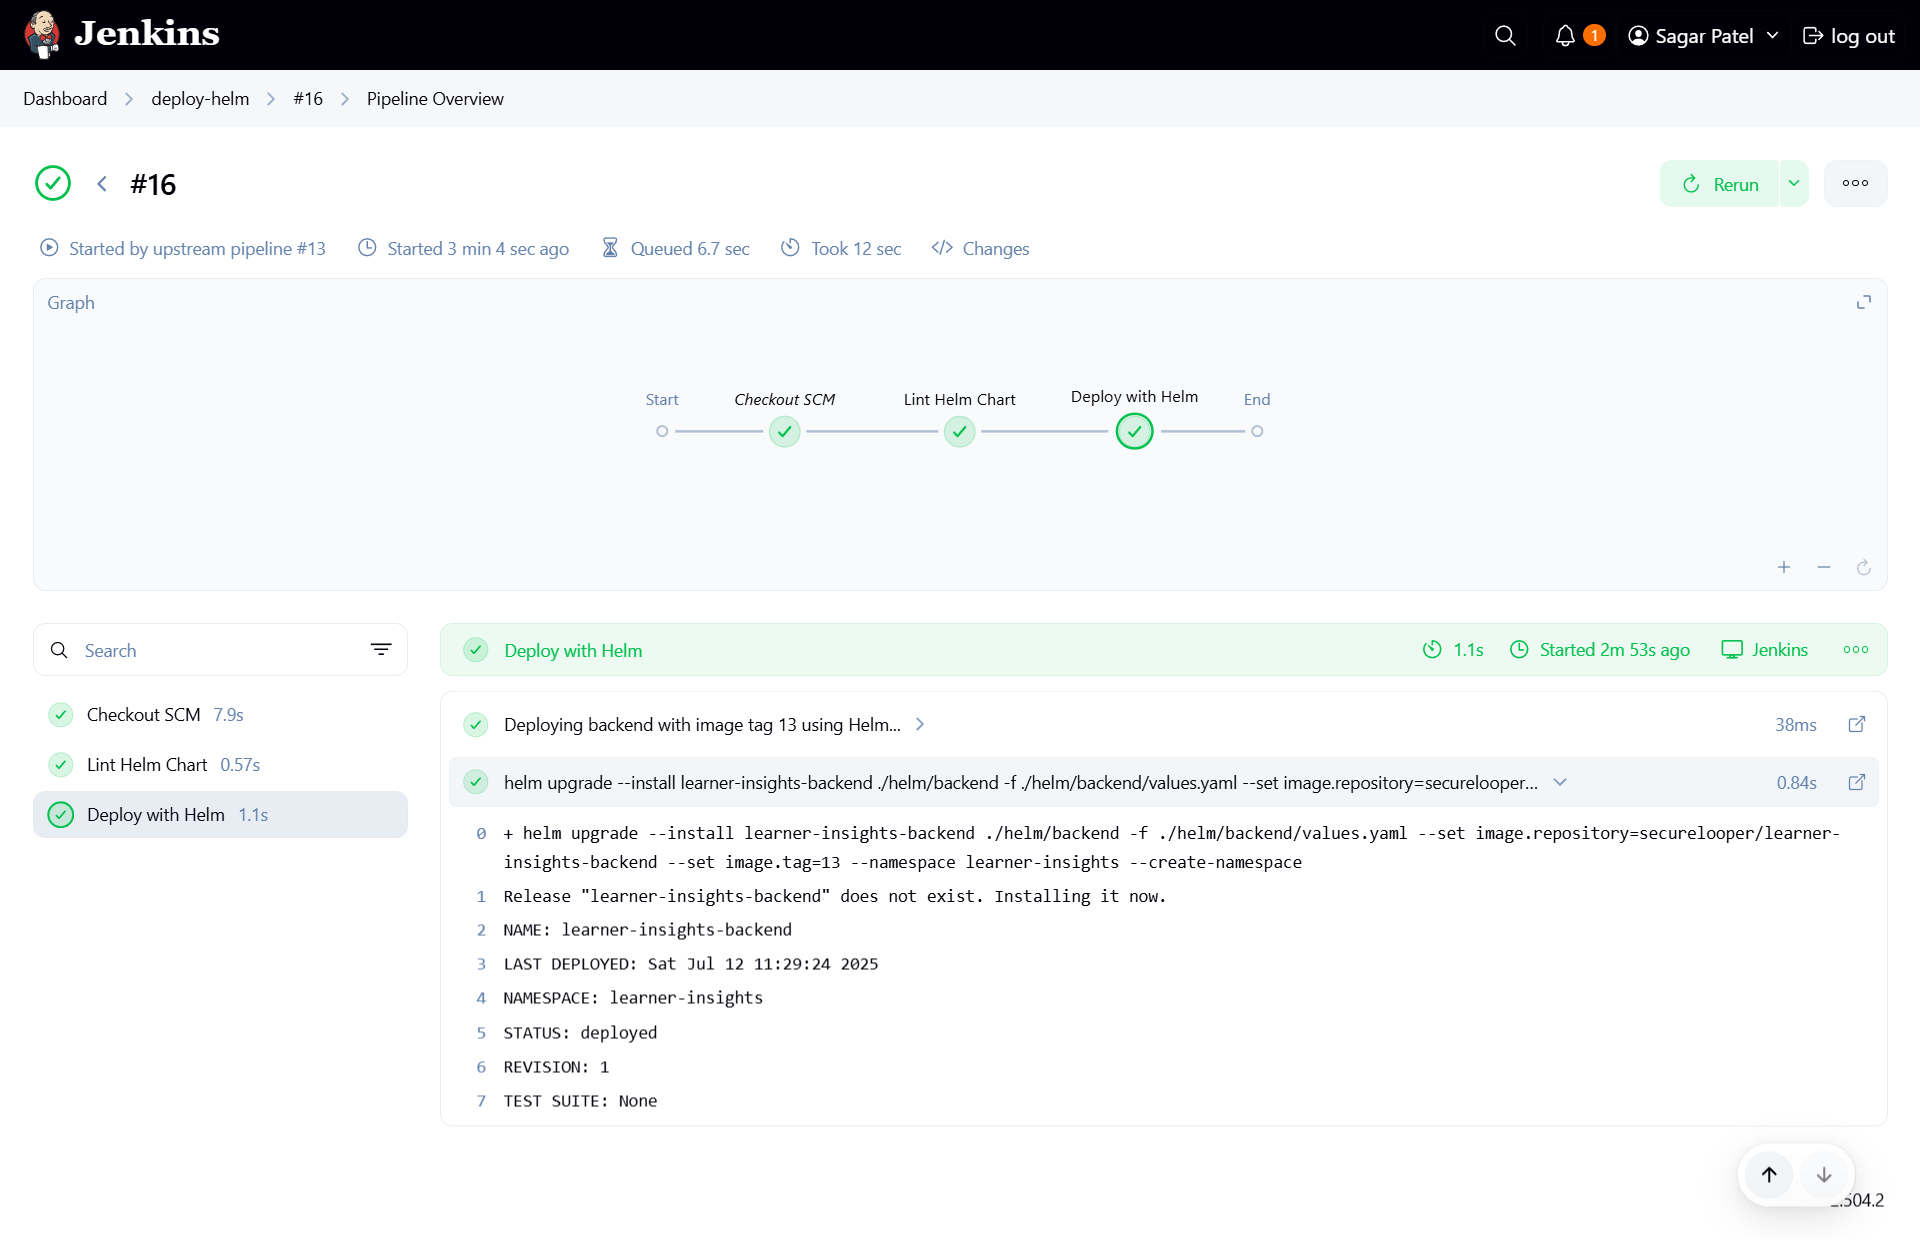 Jenkins
1
Sagar Patel
log out
Dashboard
deploy-helm
#16
Pipeline Overview
#16
Rerun
Started by upstream pipeline #13
Started 3 min 4 sec ago
Queued 6.7 sec
Took 12 sec
Changes
Graph
Start
Checkout SCM
Lint Helm Chart
Deploy with Helm
End
Search
Checkout SCM 7.9s
Lint Helm Chart 0.57s
Deploy with Helm 1.1s
Deploy with Helm
1.1s
Started 2m 53s ago
Jenkins
Deploying backend with image tag 13 using Helm...
38ms
helm upgrade --install learner-insights-backend ./helm/backend -f ./helm/backend/values.yaml --set image.repository=securelooper...
0.84s
0 + helm upgrade --install learner-insights-backend ./helm/backend -f ./helm/backend/values.yaml --set image.repository=securelooper/learner-
insights-backend --set image.tag=13 --namespace learner-insights --create-namespace
1 Release "learner-insights-backend" does not exist. Installing it now.
2 NAME: learner-insights-backend
3 LAST DEPLOYED: Sat Jul 12 11:29:24 2025
4 NAMESPACE: learner-insights
5 STATUS: deployed
6 REVISION: 1
7 TEST SUITE: None